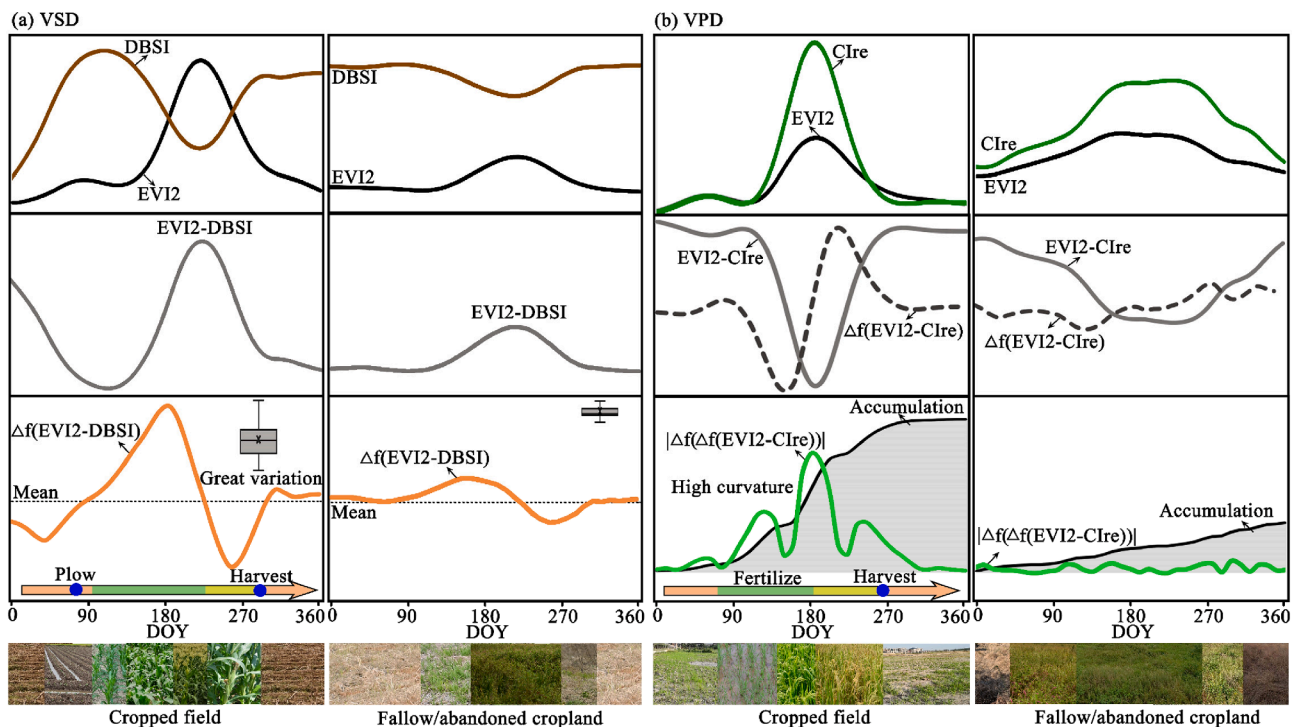 (a) VSD
(b) VPD
DBSI
EVI2
DBSI
EVI2
CIre
EVI2
CIre
EVI2
EVI2-DBSI
EVI2-DBSI
EVI2-CIre
Δf(EVI2-CIre)
EVI2-CIre
Δf(EVI2-CIre)
Δf(EVI2-DBSI)
Great variation
Mean
Plow
Harvest
Δf(EVI2-DBSI)
Mean
Accumulation
|Δf(Δf(EVI2-CIre))|
High curvature
Fertilize
Harvest
Accumulation
|Δf(Δf(EVI2-CIre))|
0 90 180 270 360
DOY
0 90 180 270 360
DOY
0 90 180 270 360
DOY
0 90 180 270 360
DOY
Cropped field
Fallow/abandoned cropland
Cropped field
Fallow/abandoned cropland